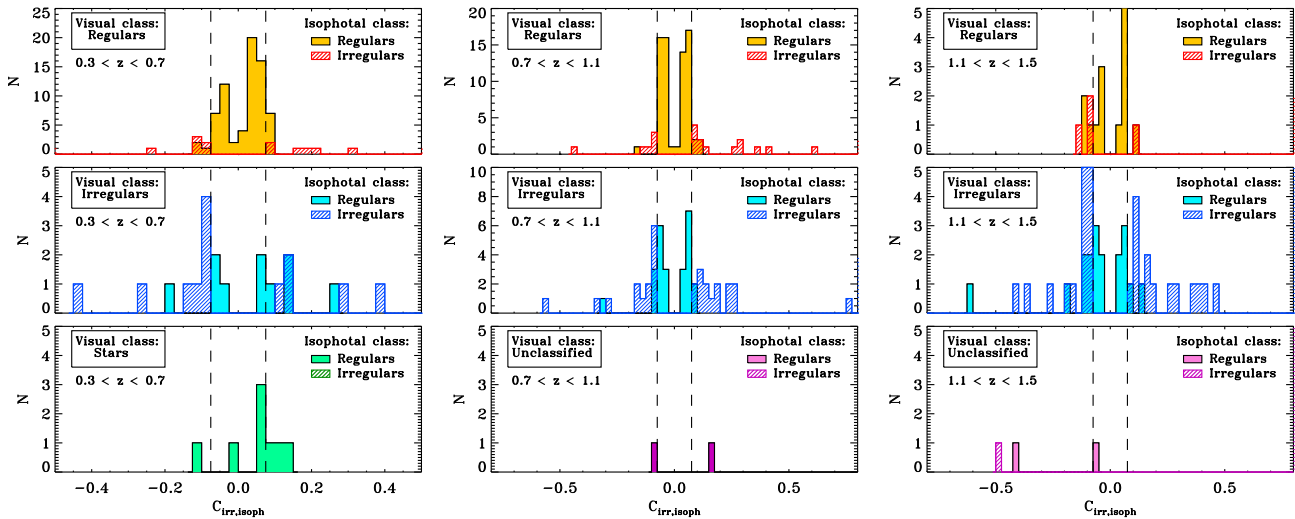 Visual class:
Regulars
0.3 < z < 0.7
Isophotal class:
Regulars
Irregulars
N
25
20
15
10
5
0
Visual class:
Regulars
0.7 < z < 1.1
Isophotal class:
Regulars
Irregulars
N
20
15
10
5
0
Visual class:
Regulars
1.1 < z < 1.5
Isophotal class:
Regulars
Irregulars
N
5
4
3
2
1
0
Visual class:
Irregulars
0.3 < z < 0.7
Isophotal class:
Regulars
Irregulars
N
5
4
3
2
1
0
Visual class:
Irregulars
0.7 < z < 1.1
Isophotal class:
Regulars
Irregulars
N
10
8
6
4
2
0
Visual class:
Irregulars
1.1 < z < 1.5
Isophotal class:
Regulars
Irregulars
N
5
4
3
2
1
0
Visual class:
Stars
0.3 < z < 0.7
Isophotal class:
Regulars
Irregulars
N
5
4
3
2
1
0
-0.4 -0.2 0.0 0.2 0.4
C irr,isoph
Visual class:
Unclassified
0.7 < z < 1.1
Isophotal class:
Regulars
Irregulars
N
5
4
3
2
1
0
-0.5 0.0 0.5
C irr,isoph
Visual class:
Unclassified
1.1 < z < 1.5
Isophotal class:
Regulars
Irregulars
N
5
4
3
2
1
0
-0.5 0.0 0.5
C irr,isoph